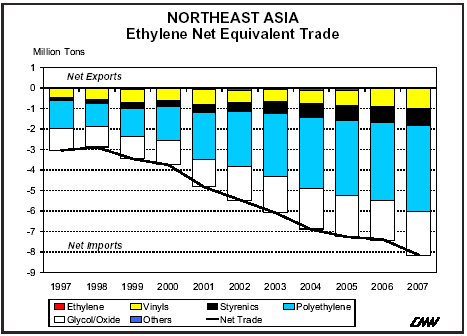 NORTHEAST ASIA
Ethylene Net Equivalent Trade
Million Tons
1
Net Exports
0
-1
-2
-3
-4
-5
-6
-7
Net Imports
-8
-9
1997 1998 1999 2000 2001 2002 2003 2004 2005 2006 2007
Ethylene Vinyls Styrenics Polyethylene
Glycol/Oxide Others Net Trade
CMAI